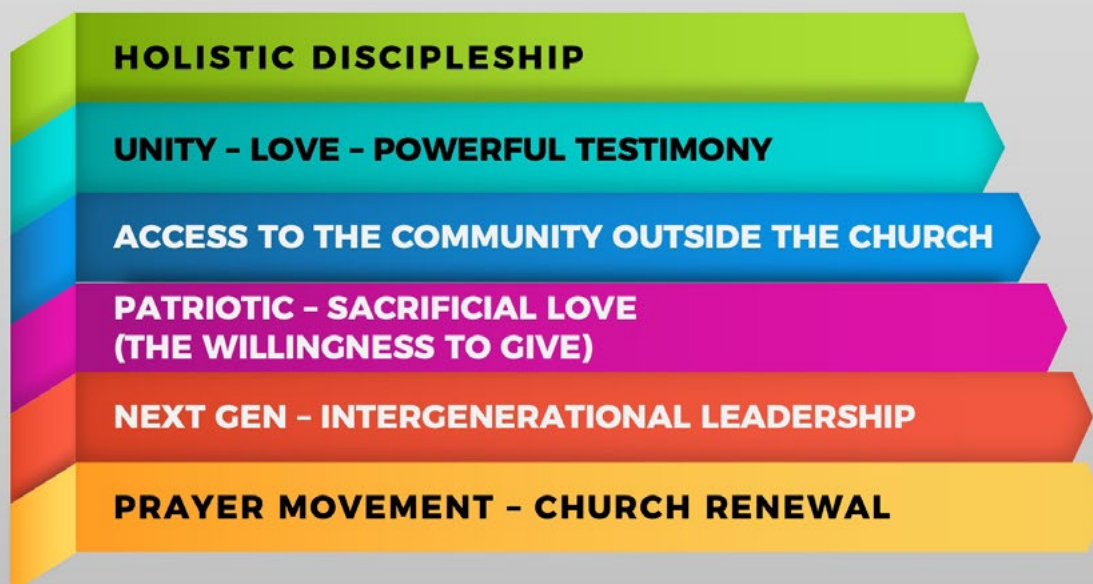 HOLISTIC DISCIPLESHIP
UNITY – LOVE – POWERFUL TESTIMONY
ACCESS TO THE COMMUNITY OUTSIDE THE CHURCH
PATRIOTIC – SACRIFICIAL LOVE
(THE WILLINGNESS TO GIVE)
NEXT GEN – INTERGENERATIONAL LEADERSHIP
PRAYER MOVEMENT – CHURCH RENEWAL